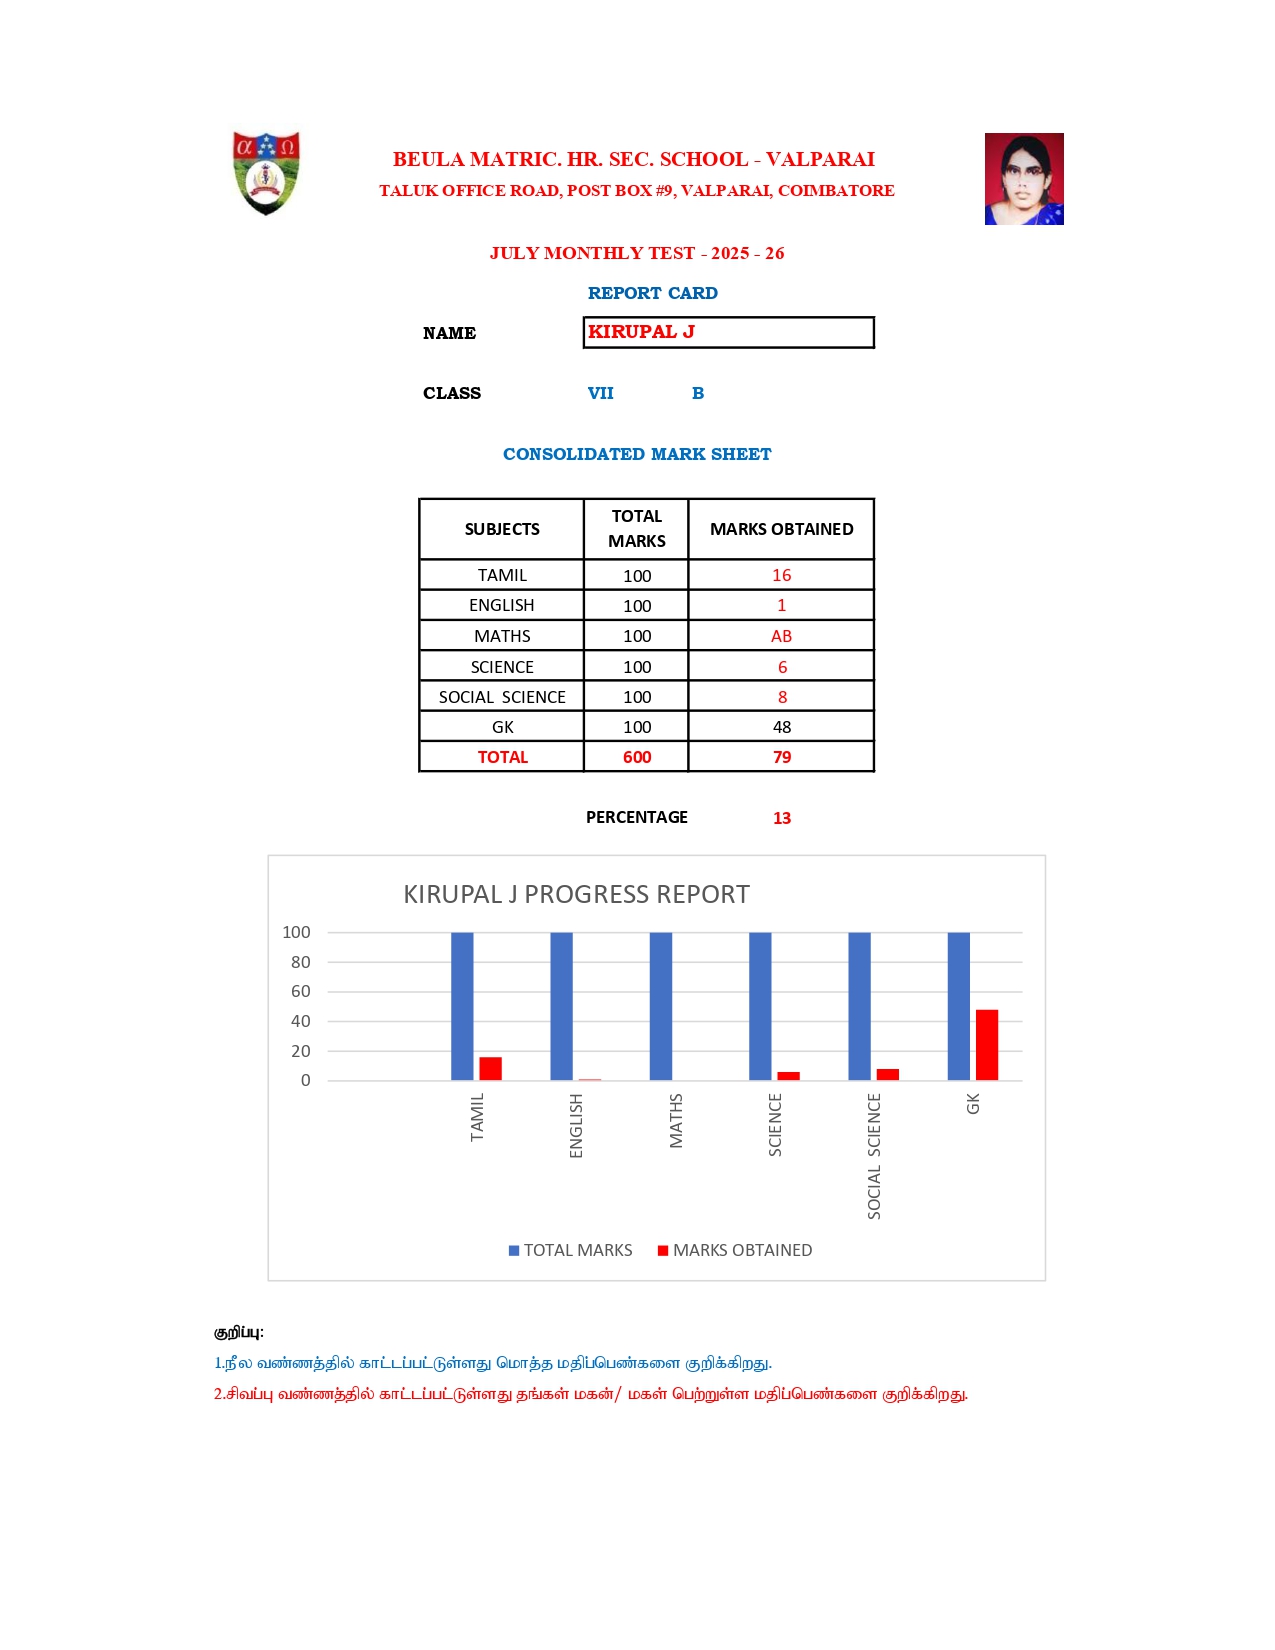 α Ω
BEULA MATRIC. HR. SEC. SCHOOL - VALPARAI
TALUK OFFICE ROAD, POST BOX #9, VALPARAI, COIMBATORE
JULY MONTHLY TEST - 2025 - 26
REPORT CARD
NAME KIRUPAL J
CLASS VII B
CONSOLIDATED MARK SHEET
SUBJECTS TOTAL MARKS MARKS OBTAINED
TAMIL 100 16
ENGLISH 100 1
MATHS 100 AB
SCIENCE 100 6
SOCIAL SCIENCE 100 8
GK 100 48
TOTAL 600 79
PERCENTAGE 13
KIRUPAL J PROGRESS REPORT
100
80
60
40
20
0
TAMIL
ENGLISH
MATHS
SCIENCE
SOCIAL SCIENCE
GK
TOTAL MARKS MARKS OBTAINED
குறிப்பு:
1.நீல வண்ணத்தில் காட்டப்பட்டுள்ளது மொத்த மதிப்பெண்களை குறிக்கிறது.
2.சிவப்பு வண்ணத்தில் காட்டப்பட்டுள்ளது தங்கள் மகன்/ மகள் பெற்றுள்ள மதிப்பெண்களை குறிக்கிறது.